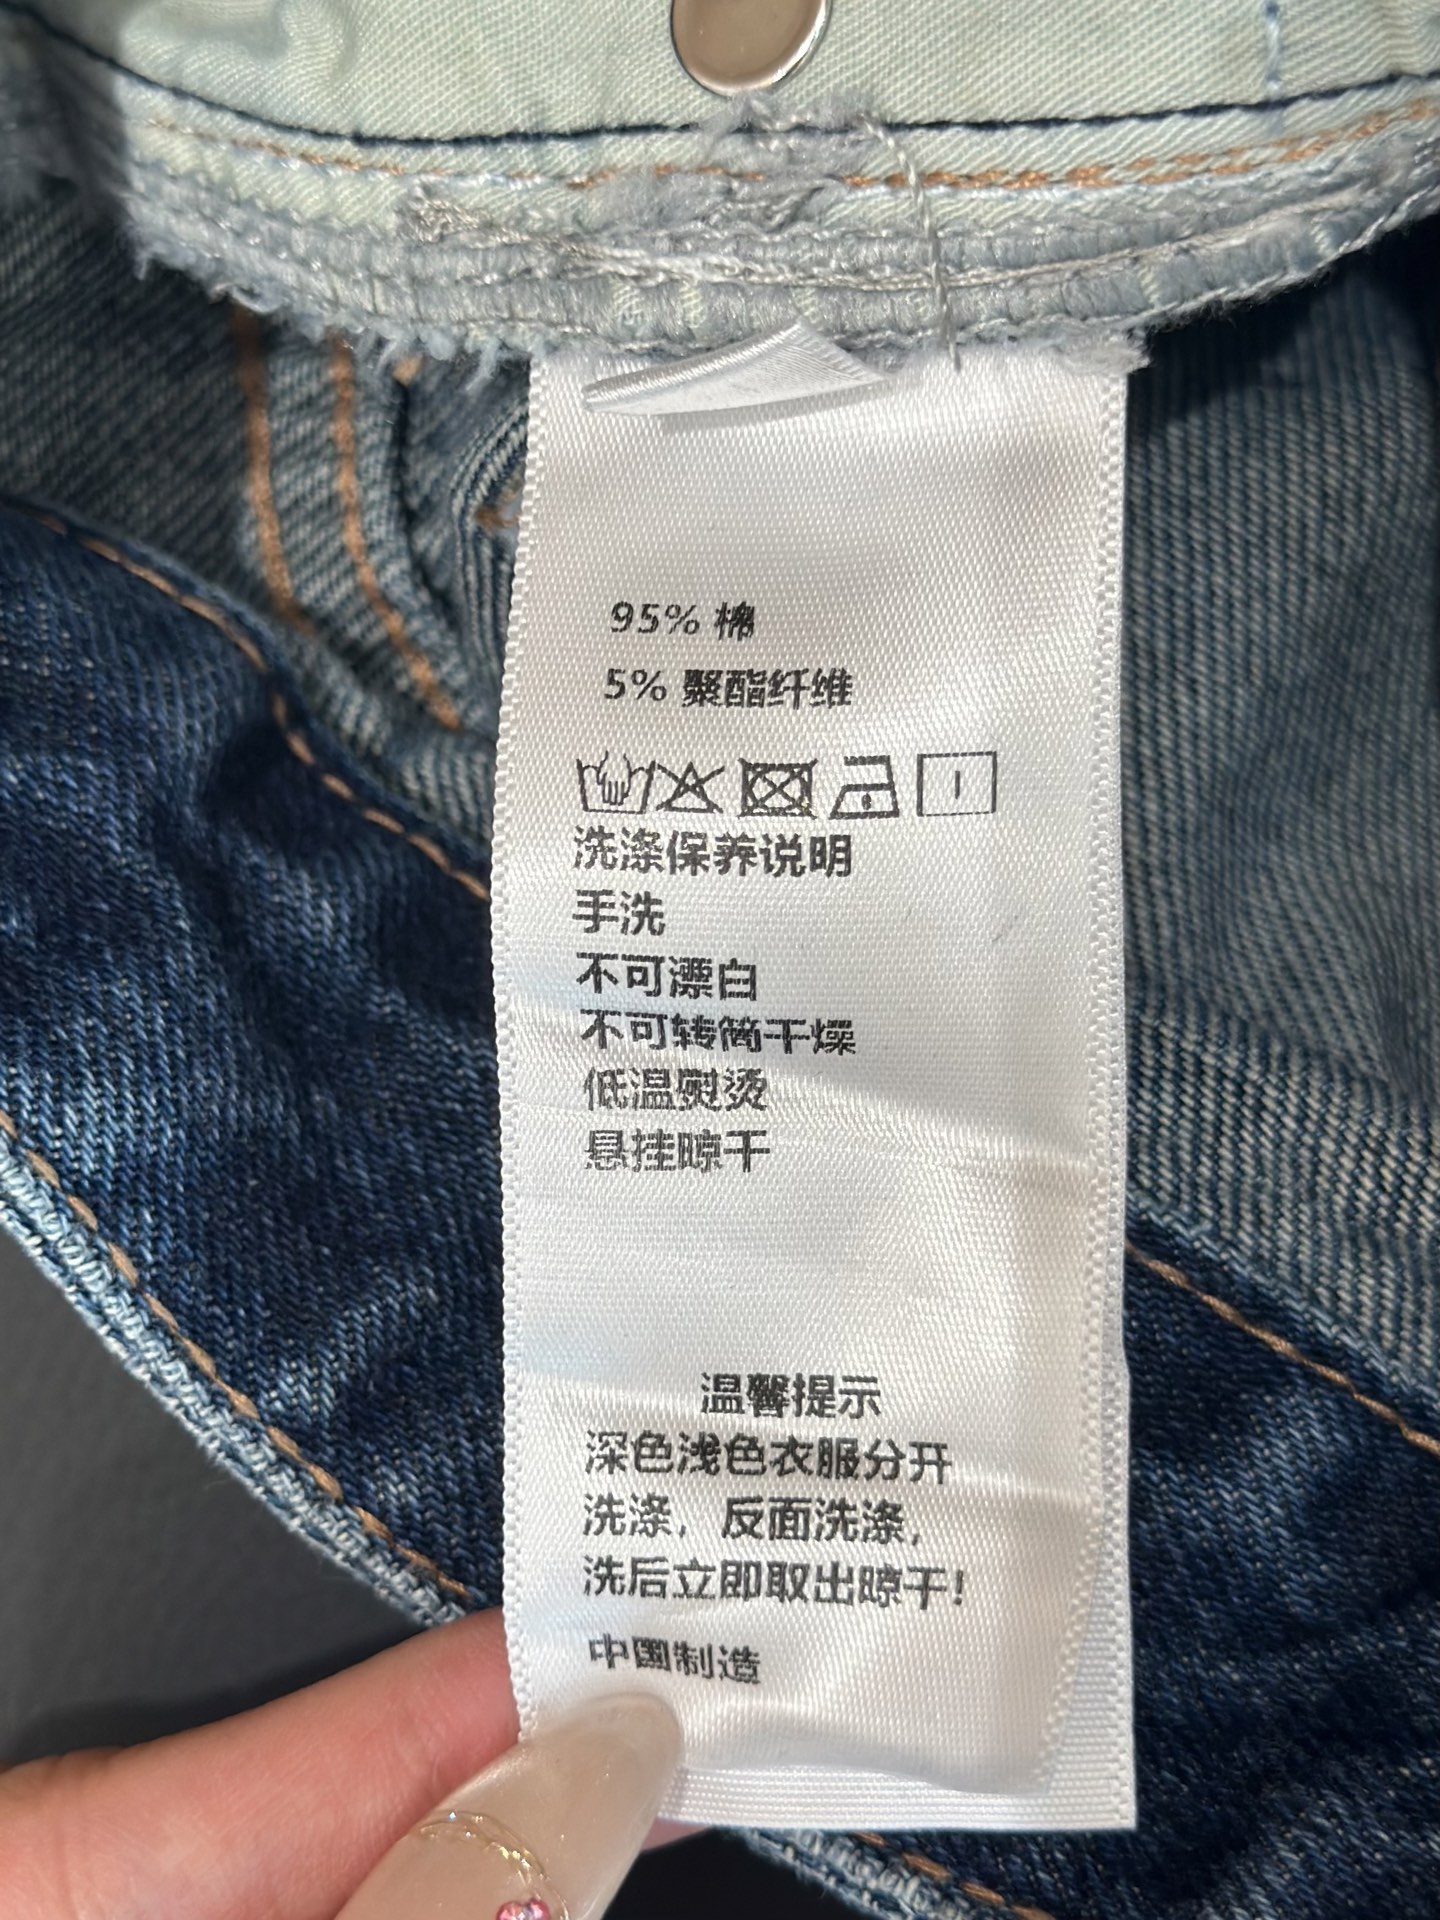 95% 棉
5% 聚酯纤维
洗涤保养说明
手洗
不可漂白
不可转筒干燥
低温熨烫
悬挂晾干
温馨提示
深色浅色衣服分开
洗涤，反面洗涤，
洗后立即取出晾干！
中国制造